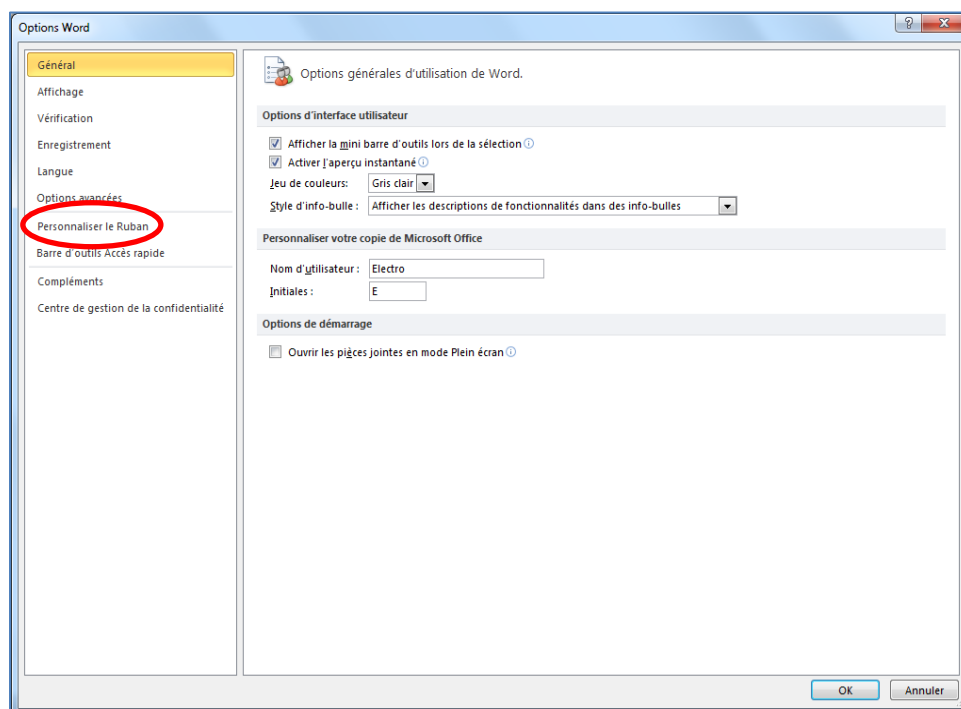 Options Word
Général
Affichage
Vérification
Enregistrement
Langue
Options avancées
Personnaliser le Ruban
Barre d'outils Accès rapide
Compléments
Centre de gestion de la confidentialité
Options générales d'utilisation de Word.
Options d'interface utilisateur
Afficher la mini barre d'outils lors de la sélection
Activer l'aperçu instantané
Jeu de couleurs: Gris clair
Style d'info-bulle : Afficher les descriptions de fonctionnalités dans des info-bulles
Personnaliser votre copie de Microsoft Office
Nom d'utilisateur : Electro
Initiales : E
Options de démarrage
Ouvrir les pièces jointes en mode Plein écran
OK Annuler